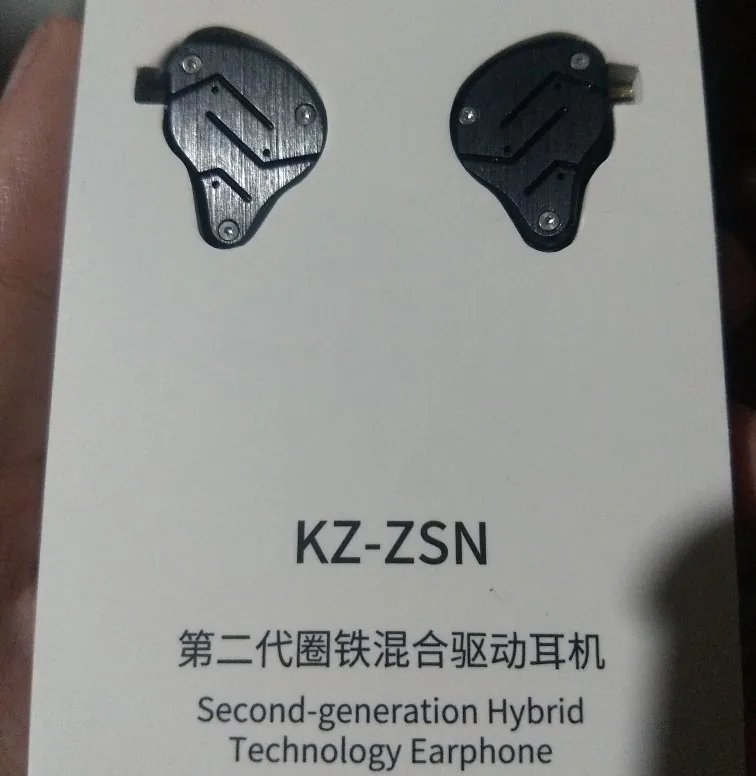 KZ-ZSN
第二代圈铁混合驱动耳机
Second-generation Hybrid
Technology Earphone